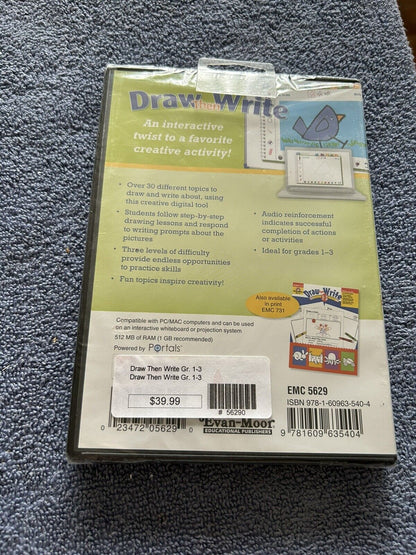 Draw Then Write
An interactive
twist to a favorite
creative activity!
• Over 30 different topics to
draw and write about, using
this creative digital tool
• Students follow step-by-step
drawing lessons and respond
to writing prompts about the
pictures
• Three levels of difficulty
provide endless opportunities
to practice skills
• Fun topics inspire creativity!
• Audio reinforcement
indicates successful
completion of actions
or activities
• Ideal for grades 1–3
Also available
in print
EMC 731
Draw Then Write
Compatible with PC/MAC computers and can be used
on an interactive whiteboard or projection system
512 MB of RAM (1 GB recommended)
Powered by Portals
Draw Then Write Gr. 1-3
Draw Then Write Gr. 1-3
$39.99
# 56290
EMC 5629
ISBN 978-1-60963-540-4
0 23472 05629 0
Evan-Moor
EDUCATIONAL PUBLISHERS
9 781609 635404